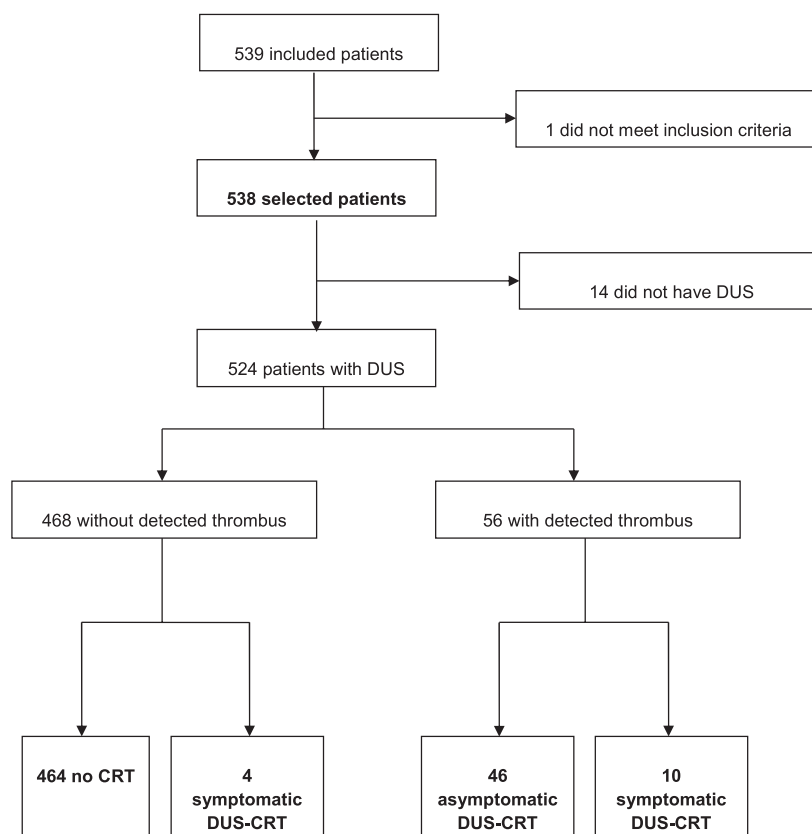 539 included patients
1 did not meet inclusion criteria
538 selected patients
14 did not have DUS
524 patients with DUS
468 without detected thrombus
56 with detected thrombus
464 no CRT
4
symptomatic
DUS-CRT
46
asymptomatic
DUS-CRT
10
symptomatic
DUS-CRT